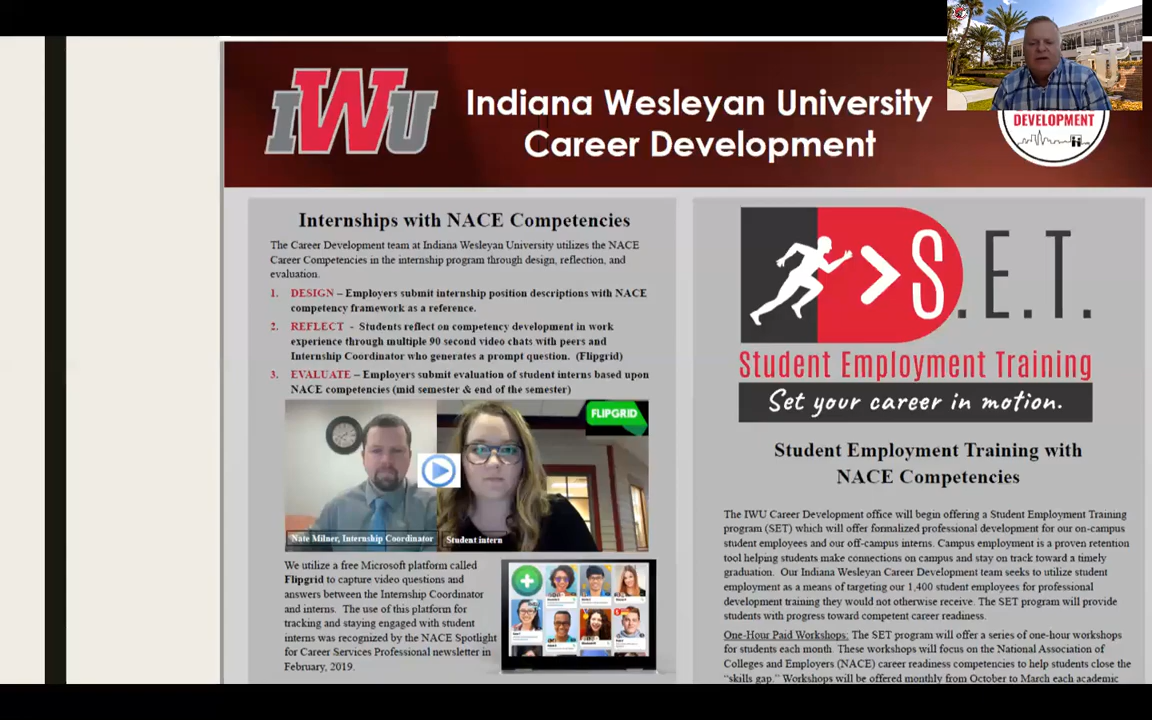 IWU
Indiana Wesleyan University
Career Development
DEVELOPMENT
Internships with NACE Competencies
The Career Development team at Indiana Wesleyan University utilizes the NACE
Career Competencies in the internship program through design, reflection, and
evaluation.
1. DESIGN – Employers submit internship position descriptions with NACE
competency framework as a reference.
2. REFLECT - Students reflect on competency development in work
experience through multiple 90 second video chats with peers and
Internship Coordinator who generates a prompt question. (Flipgrid)
3. EVALUATE – Employers submit evaluation of student interns based upon
NACE competencies (mid semester & end of the semester)
FLIPGRID
Nate Milner, Internship Coordinator
Student intern
We utilize a free Microsoft platform called
Flipgrid to capture video questions and
answers between the Internship Coordinator
and interns. The use of this platform for
tracking and staying engaged with student
interns was recognized by the NACE Spotlight
for Career Services Professional newsletter in
February, 2019.
S.E.T.
Student Employment Training
Set your career in motion.
Student Employment Training with
NACE Competencies
The IWU Career Development office will begin offering a Student Employment Training
program (SET) which will offer formalized professional development for our on-campus
student employees and our off-campus interns. Campus employment is a proven retention
tool helping students make connections on campus and stay on track toward a timely
graduation. Our Indiana Wesleyan Career Development team seeks to utilize student
employment as a means of targeting our 1,400 student employees for professional
development training they would not otherwise receive. The SET program will provide
students with progress toward competent career readiness.
One-Hour Paid Workshops: The SET program will offer a series of one-hour workshops
for students each month. These workshops will focus on the National Association of
Colleges and Employers (NACE) career readiness competencies to help students close the
“skills gap.” Workshops will be offered monthly from October to March each academic